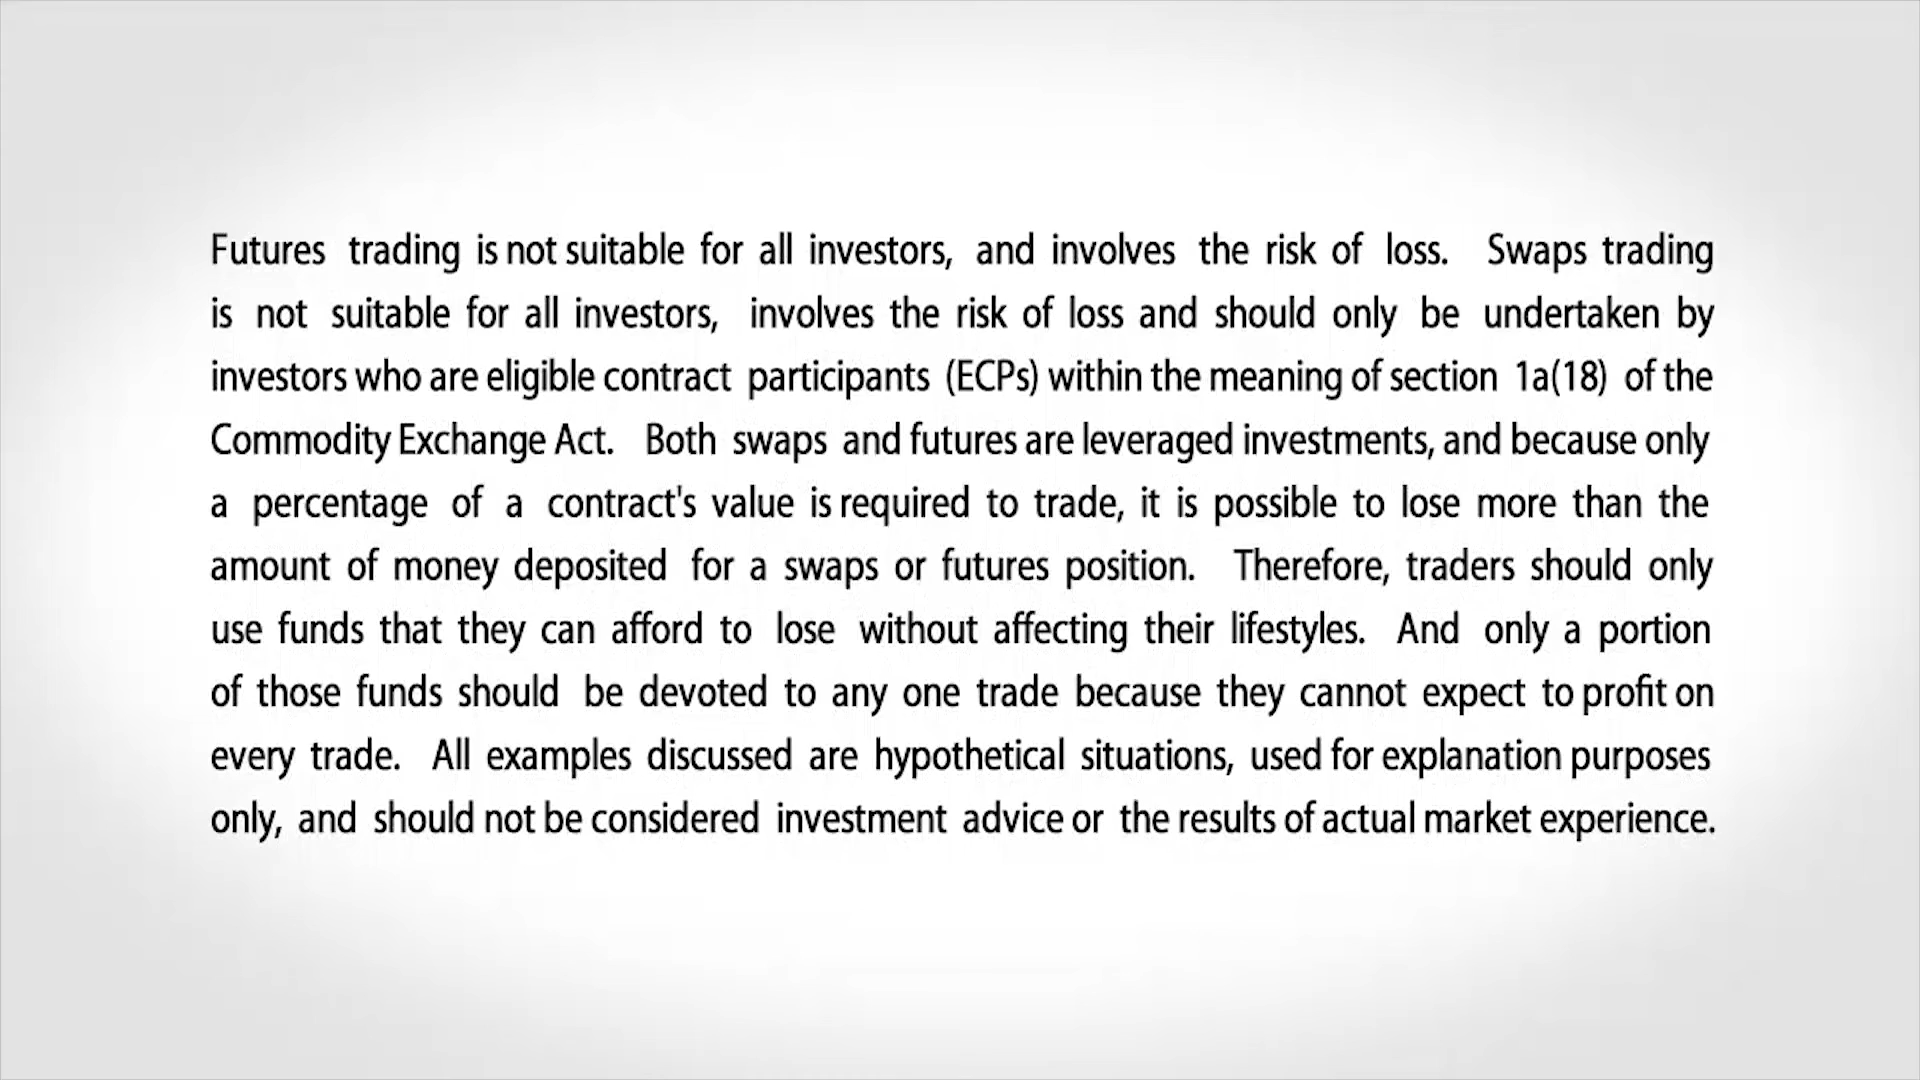 Futures trading is not suitable for all investors, and involves the risk of loss. Swaps trading
is not suitable for all investors, involves the risk of loss and should only be undertaken by
investors who are eligible contract participants (ECPs) within the meaning of section 1a(18) of the
Commodity Exchange Act. Both swaps and futures are leveraged investments, and because only
a percentage of a contract's value is required to trade, it is possible to lose more than the
amount of money deposited for a swaps or futures position. Therefore, traders should only
use funds that they can afford to lose without affecting their lifestyles. And only a portion
of those funds should be devoted to any one trade because they cannot expect to profit on
every trade. All examples discussed are hypothetical situations, used for explanation purposes
only, and should not be considered investment advice or the results of actual market experience.